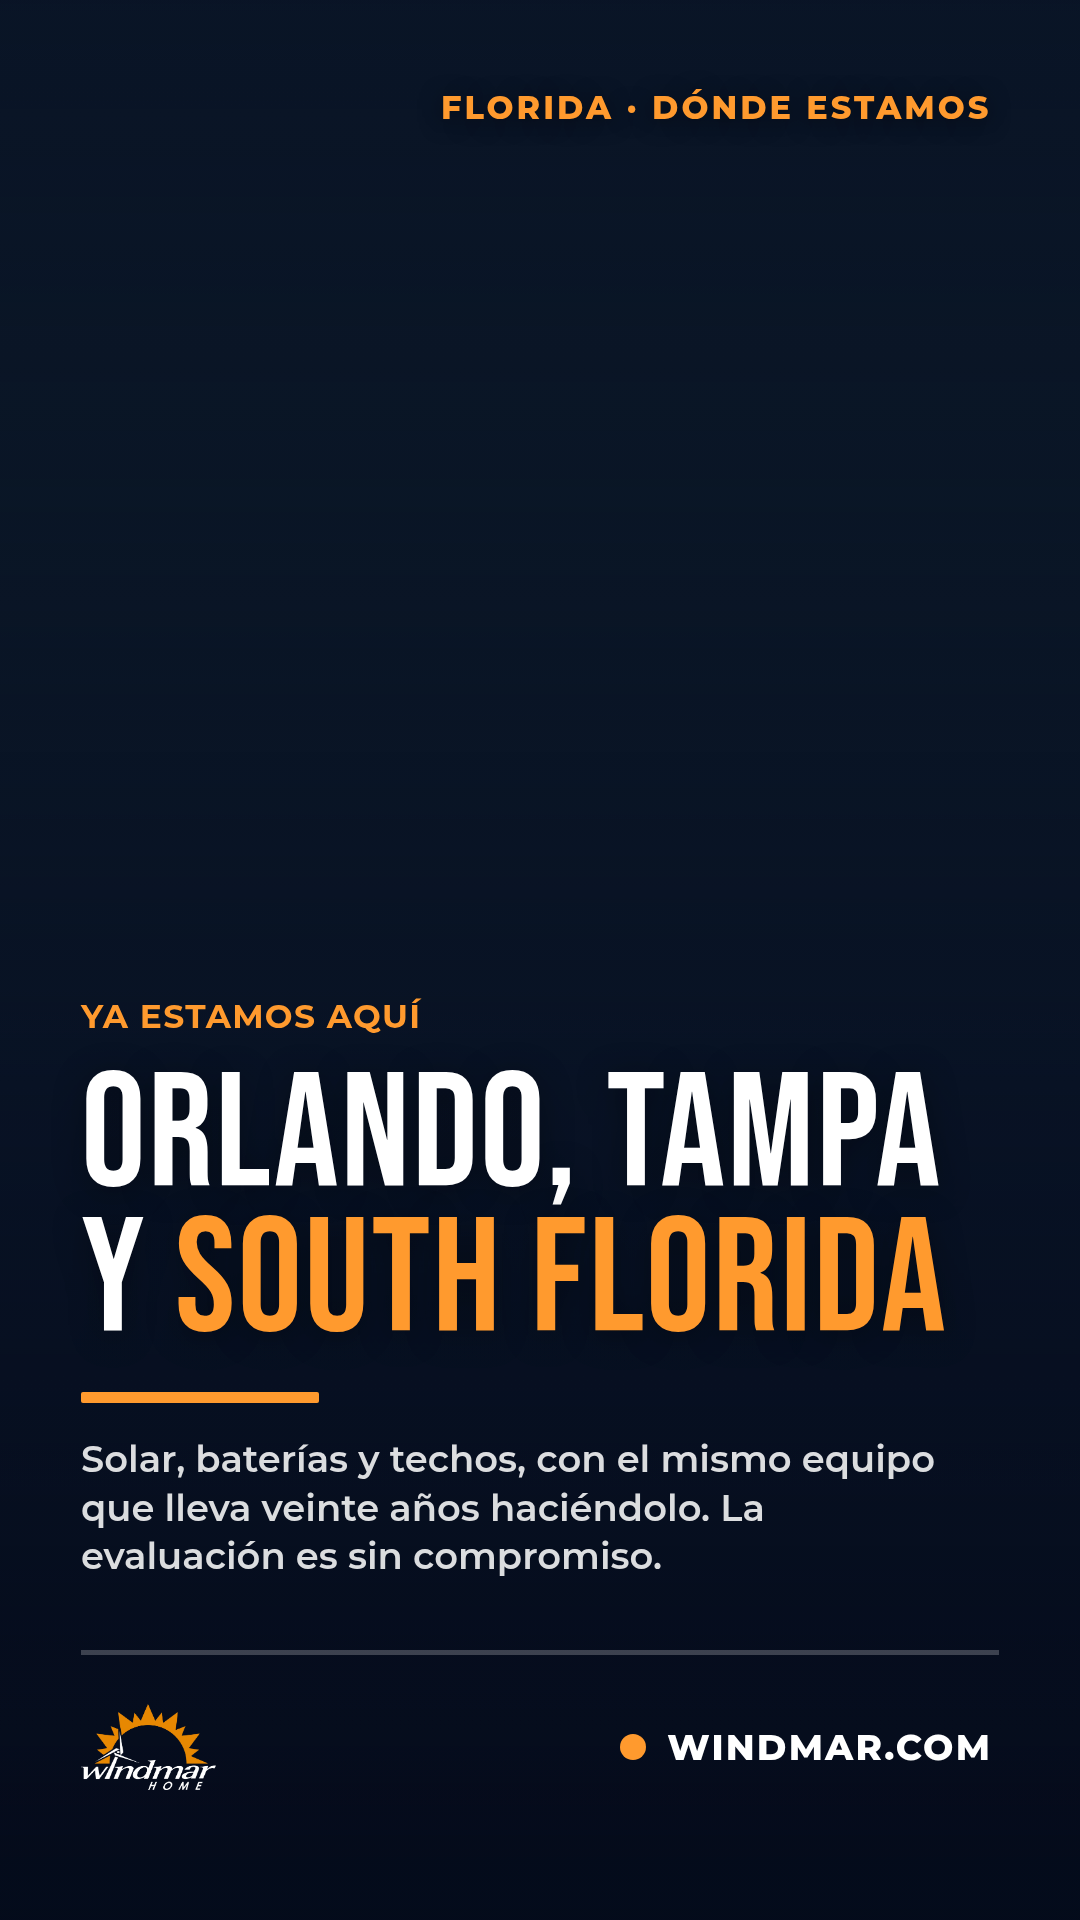 FLORIDA · DÓNDE ESTAMOS
YA ESTAMOS AQUÍ
ORLANDO, TAMPA
Y SOUTH FLORIDA
Solar, baterías y techos, con el mismo equipo
que lleva veinte años haciéndolo. La
evaluación es sin compromiso.
windmar
HOME
WINDMAR.COM